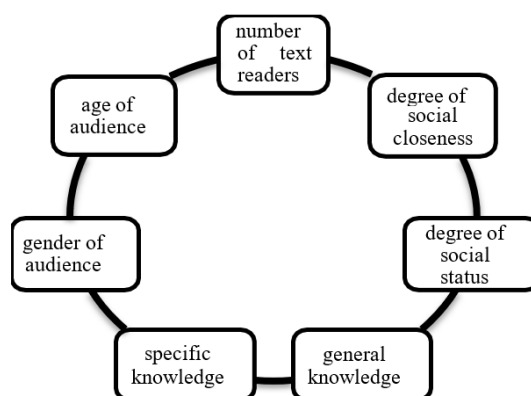 number
of text
readers
degree of
social
closeness
degree of
social
status
general
knowledge
specific
knowledge
gender of
audience
age of
audience